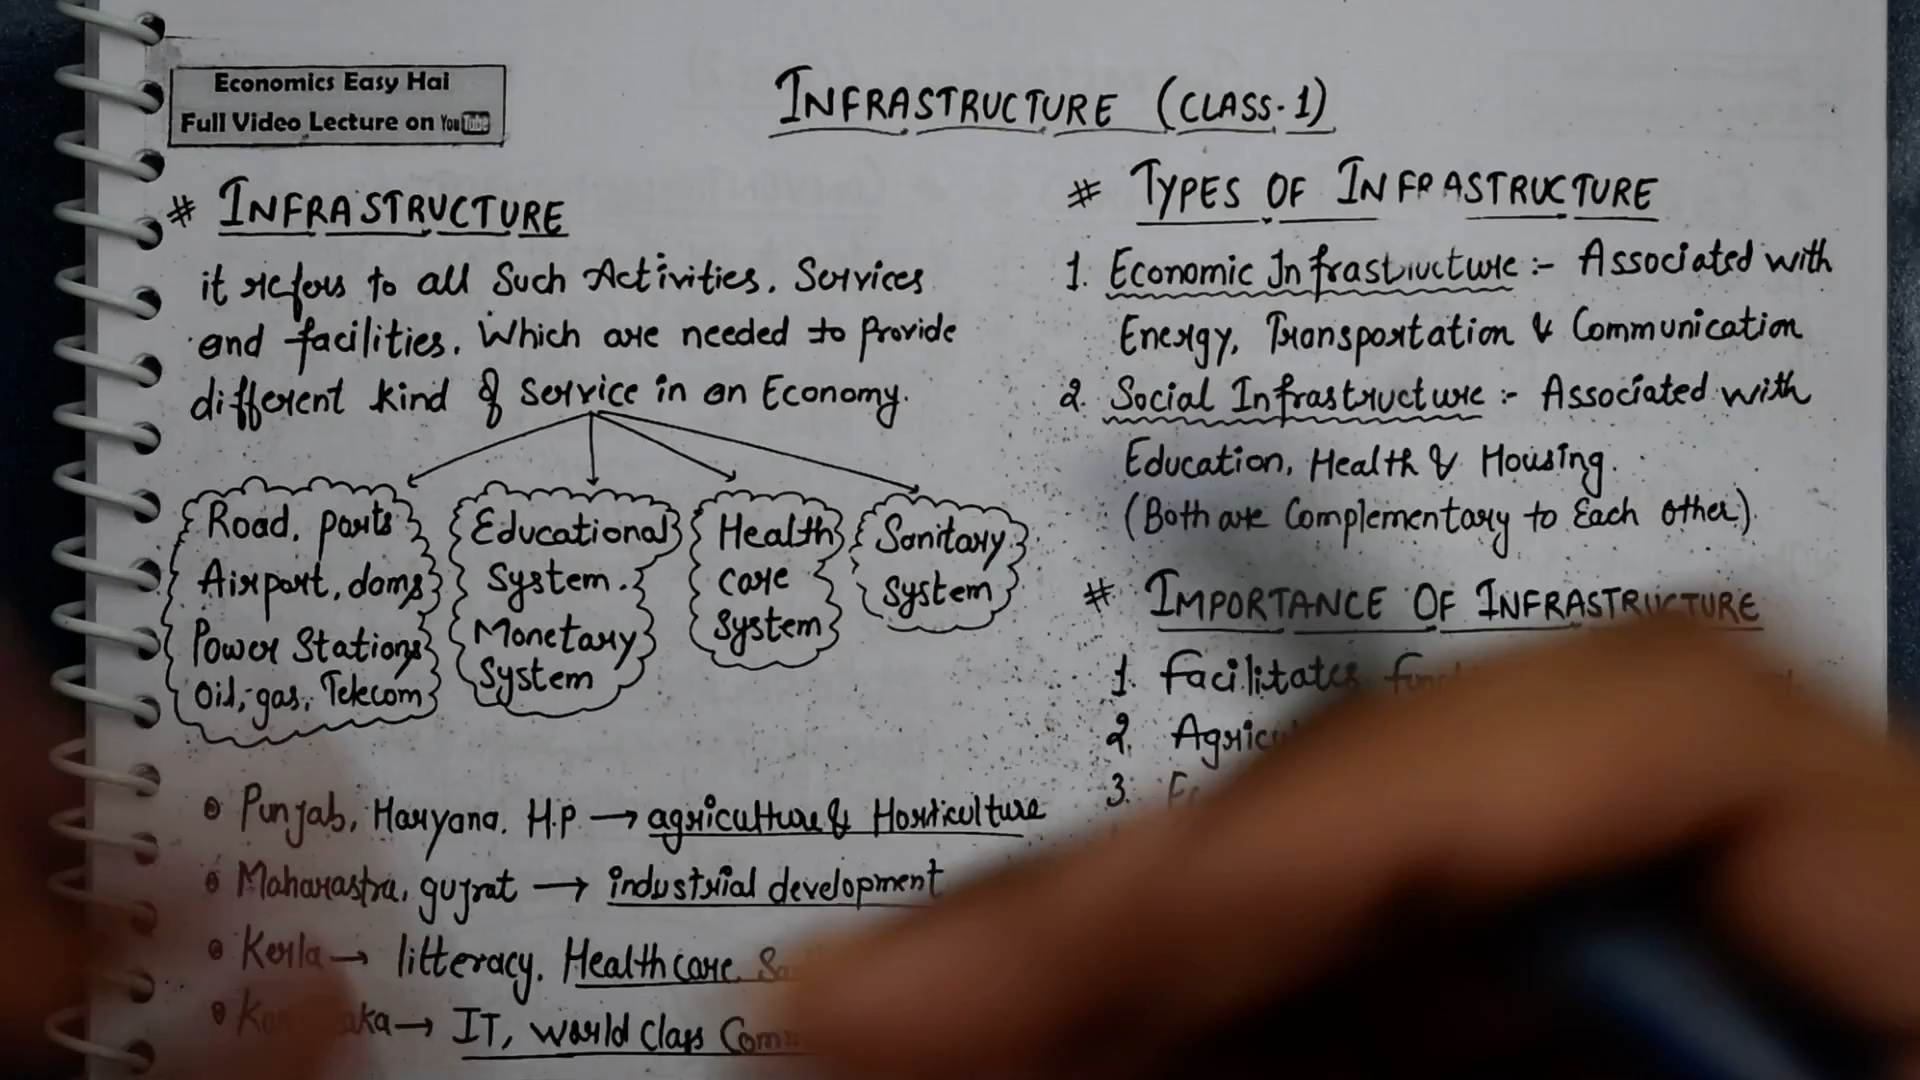 Economics Easy Hai
Full Video Lecture on YouTube
INFRASTRUCTURE (CLASS-1)
# INFRASTRUCTURE
it refers to all Such Activities, Services
and facilities, Which are needed to Provide
different kind of Service in an Economy.
Road, ports
Airport, dams
Power Stations
Oil, gas, Telecom
Educational
System.
Monetary
System
Health
care
System
Sanitary
System
• Punjab, Haryana, H.P → agriculture & Horticulture
• Maharastra, gujrat → industrial development
• Kerla → litteracy, Healthcare
• → IT, World Class
# TYPES OF INFRASTRUCTURE
1. Economic Infrastructure :- Associated with
Energy, Transportation & Communication
2. Social Infrastructure :- Associated with
Education, Health & Housing.
(Both are Complementary to Each other)
# IMPORTANCE OF INFRASTRUCTURE
1. Facilitates
2.
3.